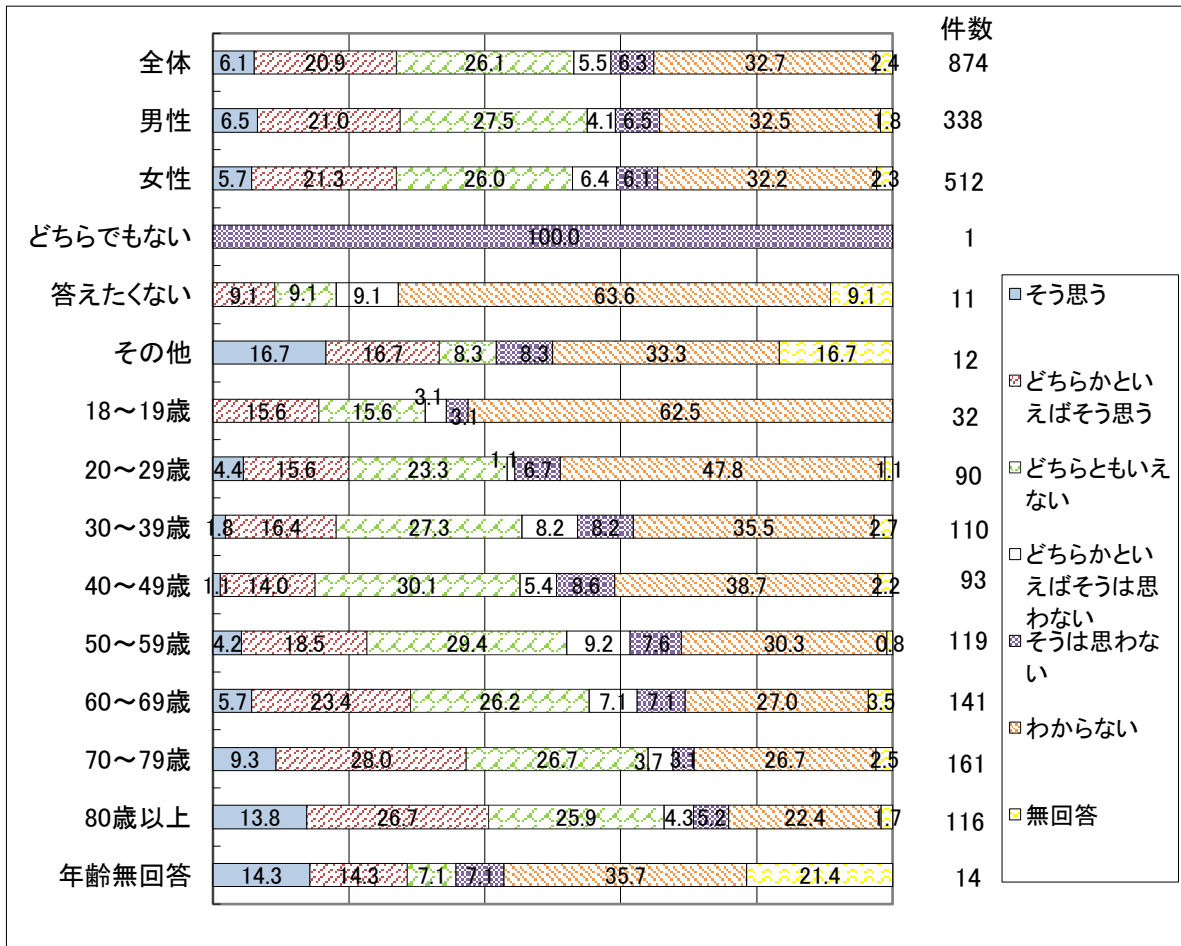 件数
全体 6.1 20.9 26.1 5.5 6.3 32.7 2.4 874
男性 6.5 21.0 27.5 4.1 6.5 32.5 1.8 338
女性 5.7 21.3 26.0 6.4 6.1 32.2 2.3 512
どちらでもない 100.0 1
答えたくない 9.1 9.1 9.1 63.6 9.1 11
その他 16.7 16.7 8.3 8.3 33.3 16.7 12
18～19歳 15.6 15.6 3.1 3.1 62.5 32
20～29歳 4.4 15.6 23.3 1.1 6.7 47.8 1.1 90
30～39歳 1.8 16.4 27.3 8.2 8.2 35.5 2.7 110
40～49歳 1.1 14.0 30.1 5.4 8.6 38.7 2.2 93
50～59歳 4.2 18.5 29.4 9.2 7.6 30.3 0.8 119
60～69歳 5.7 23.4 26.2 7.1 7.1 27.0 3.5 141
70～79歳 9.3 28.0 26.7 3.7 3.1 26.7 2.5 161
80歳以上 13.8 26.7 25.9 4.3 5.2 22.4 1.7 116
年齢無回答 14.3 14.3 7.1 7.1 35.7 21.4 14
そう思う
どちらかとい
えばそう思う
どちらともいえ
ない
どちらかとい
えばそうは思
わない
そうは思わな
い
わからない
無回答